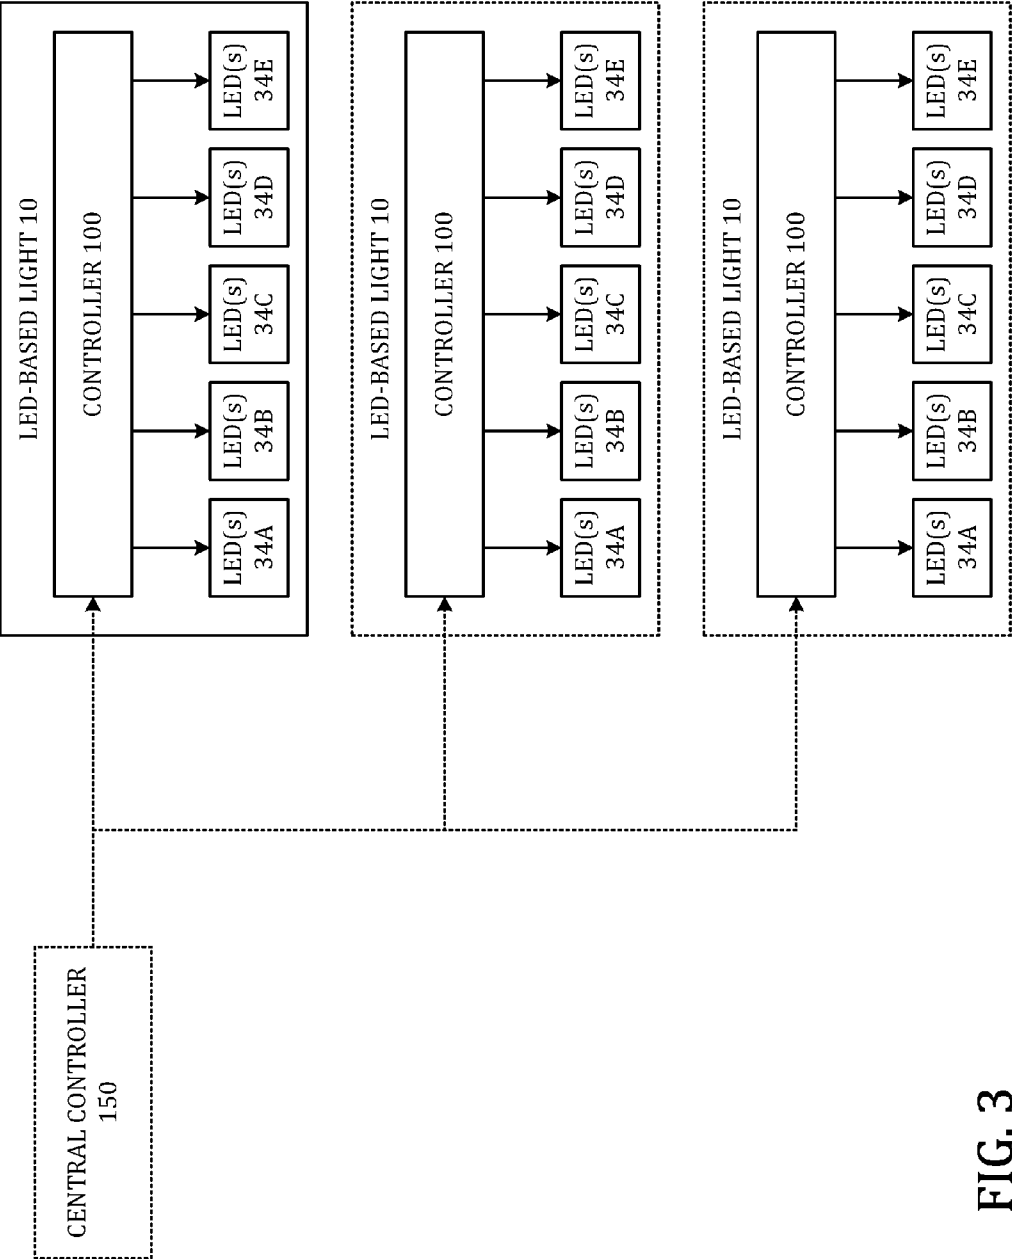 LED-BASED LIGHT 10
CONTROLLER 100
LED(s)
34A
LED(s)
34B
LED(s)
34C
LED(s)
34D
LED(s)
34E
CENTRAL CONTROLLER
150
LED-BASED LIGHT 10
CONTROLLER 100
LED(s)
34A
LED(s)
34B
LED(s)
34C
LED(s)
34D
LED(s)
34E
LED-BASED LIGHT 10
CONTROLLER 100
LED(s)
34A
LED(s)
34B
LED(s)
34C
LED(s)
34D
LED(s)
34E
FIG. 3